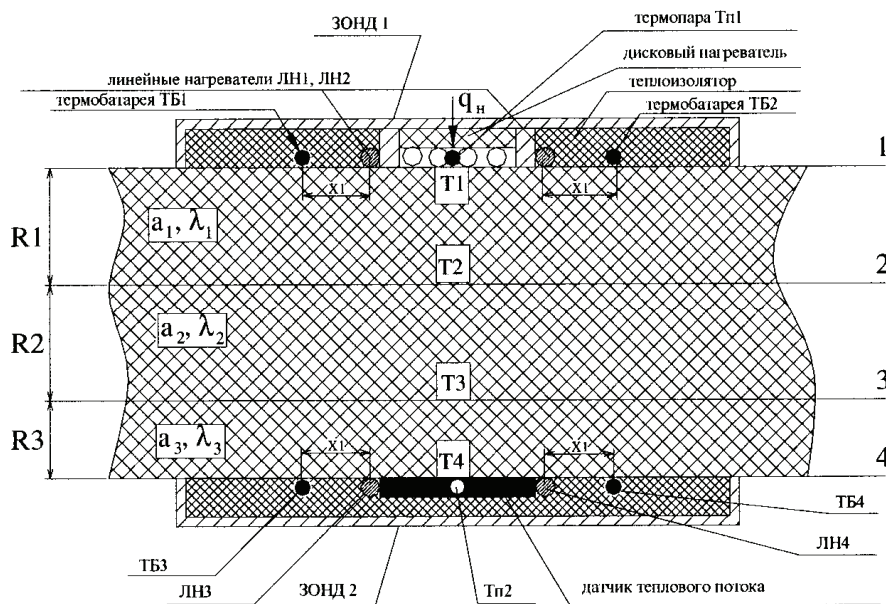 ЗОНД 1
термопара Тп1
дисковый нагреватель
линейные нагреватели ЛН1, ЛН2
теплоизолятор
термобатарея ТБ1
qн
термобатарея ТБ2
1
T1
X1
X1
R1
a1, λ1
T2
2
R2
a2, λ2
T3
3
R3
a3, λ3
X1
T4
X1
4
ТБ3
ЛН3
ЗОНД 2
Тп2
датчик теплового потока
ТБ4
ЛН4